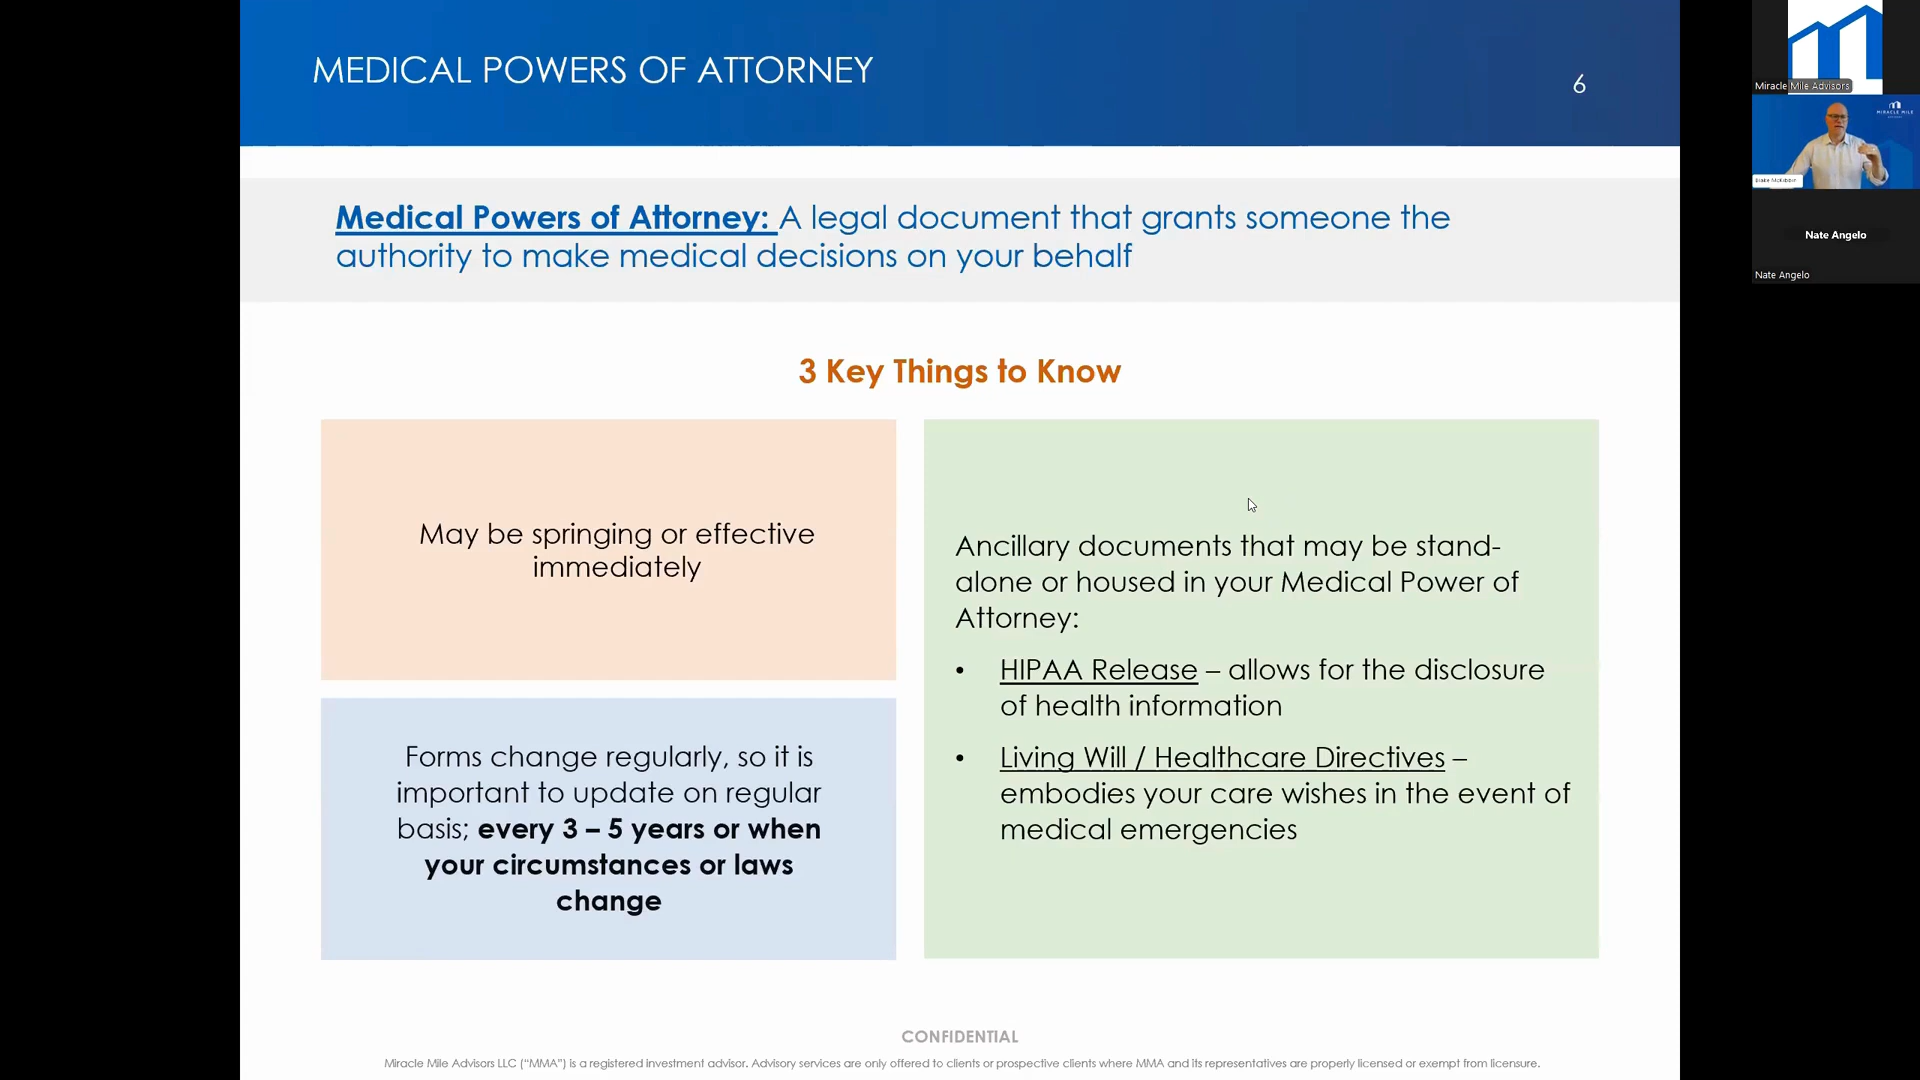 MEDICAL POWERS OF ATTORNEY
6
Medical Powers of Attorney: A legal document that grants someone the
authority to make medical decisions on your behalf
3 Key Things to Know
May be springing or effective
immediately
Forms change regularly, so it is
important to update on regular
basis; every 3 – 5 years or when
your circumstances or laws
change
Ancillary documents that may be stand-
alone or housed in your Medical Power of
Attorney:
• HIPAA Release – allows for the disclosure
of health information
• Living Will / Healthcare Directives –
embodies your care wishes in the event of
medical emergencies
CONFIDENTIAL
Miracle Mile Advisors LLC (“MMA”) is a registered investment advisor. Advisory services are only offered to clients or prospective clients where MMA and its representatives are properly licensed or exempt from licensure.
Miracle Mile Advisors
MIRACLE MILE
Blake McKibbin
Nate Angelo
Nate Angelo